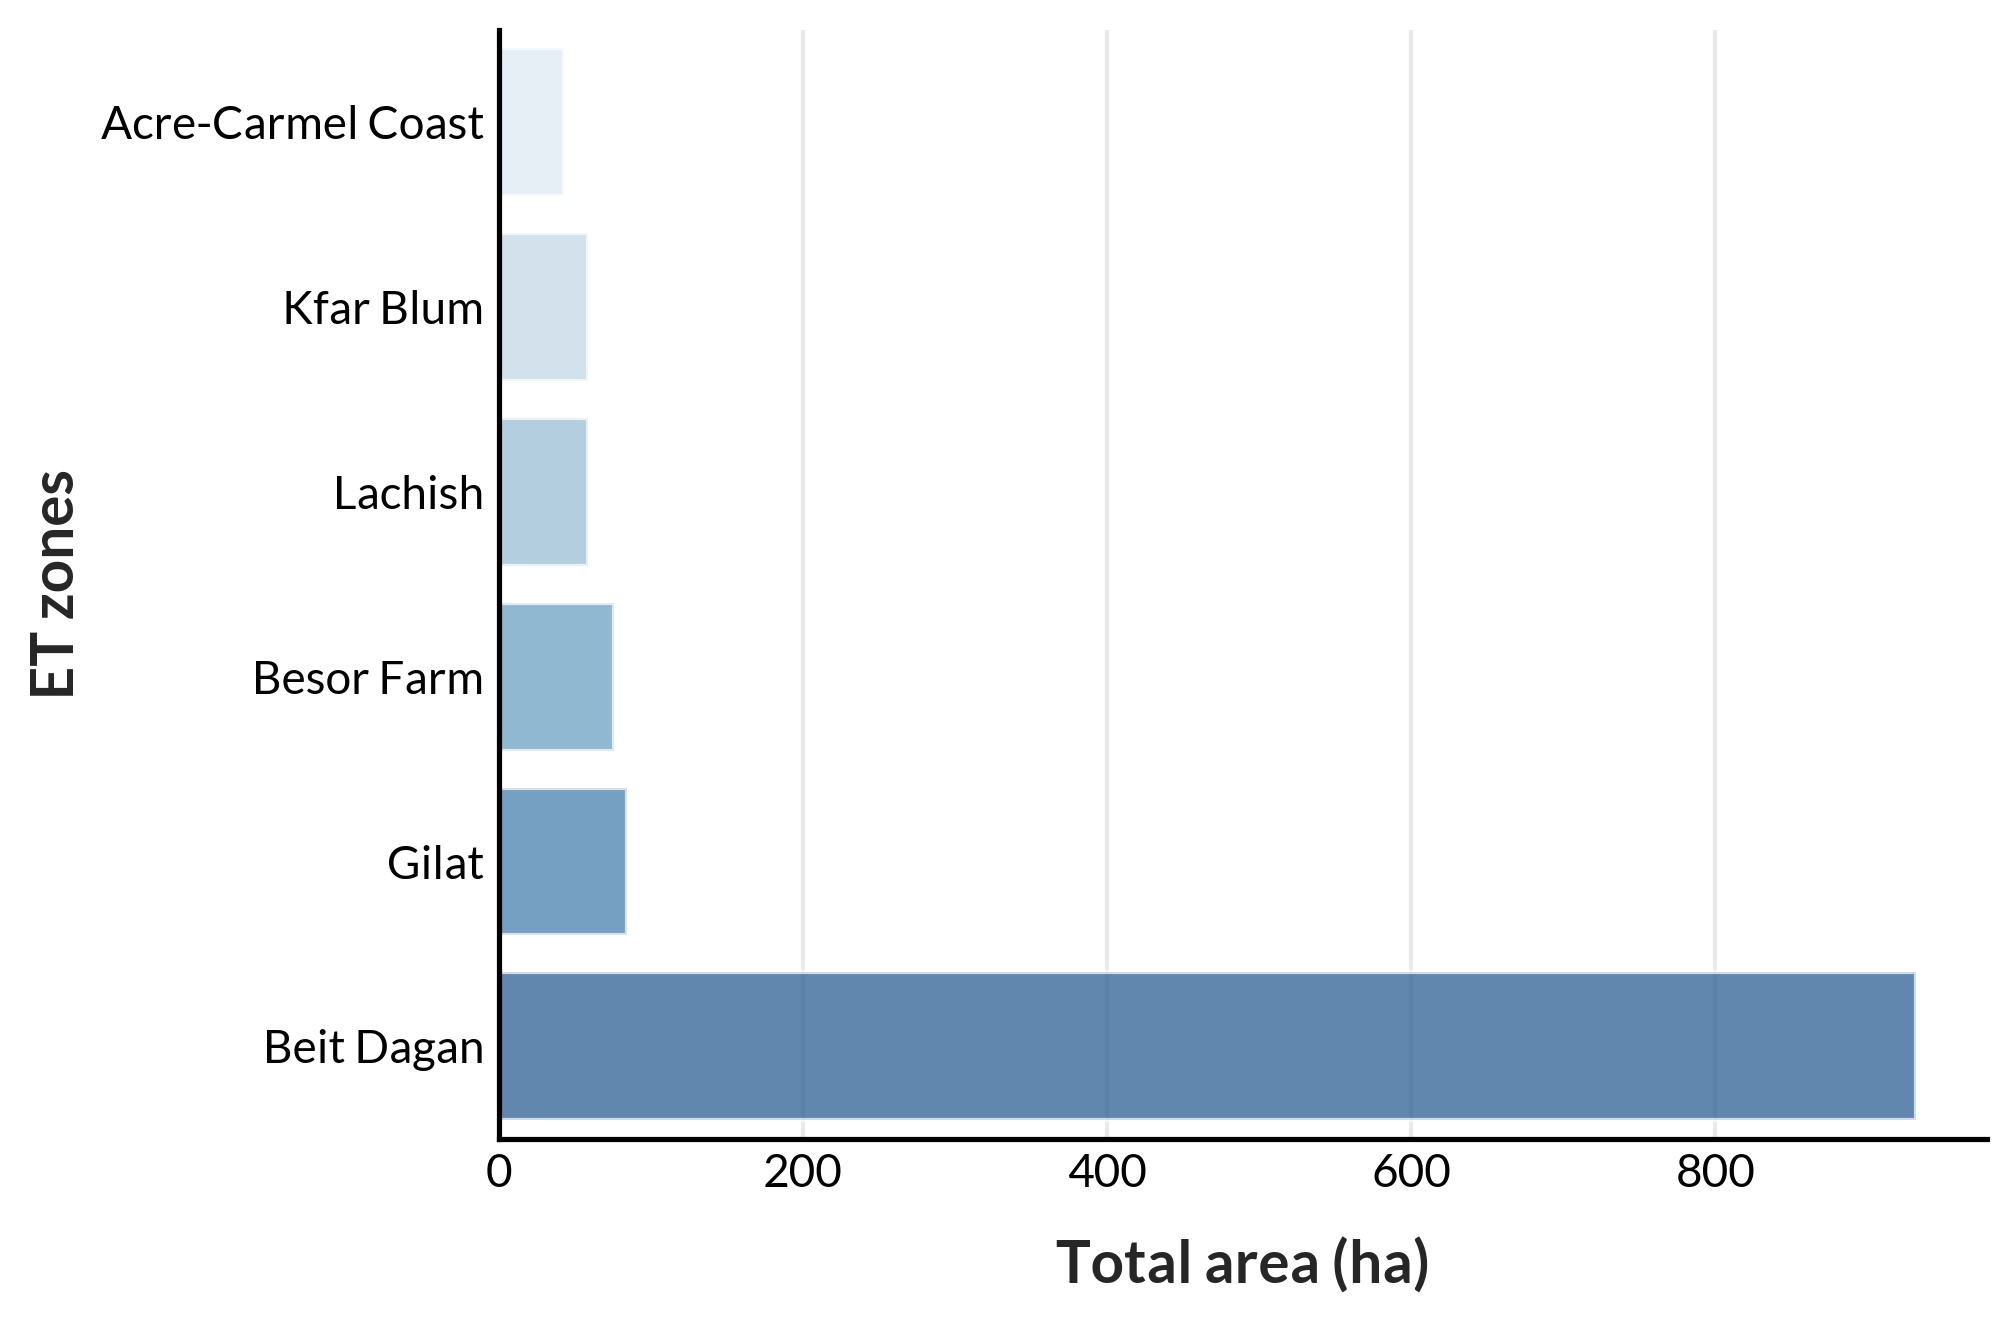 Acre-Carmel Coast
Kfar Blum
Lachish
Besor Farm
Gilat
Beit Dagan
ET zones
0 200 400 600 800
Total area (ha)